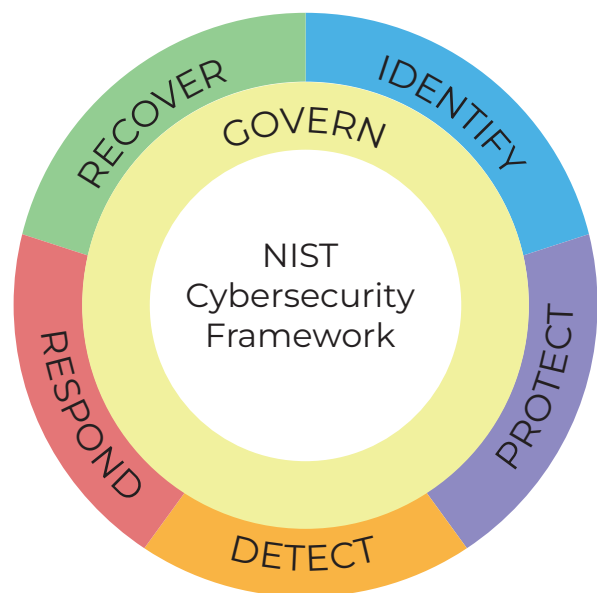 RECOVER
IDENTIFY
GOVERN
NIST
Cybersecurity
Framework
RESPOND
PROTECT
DETECT